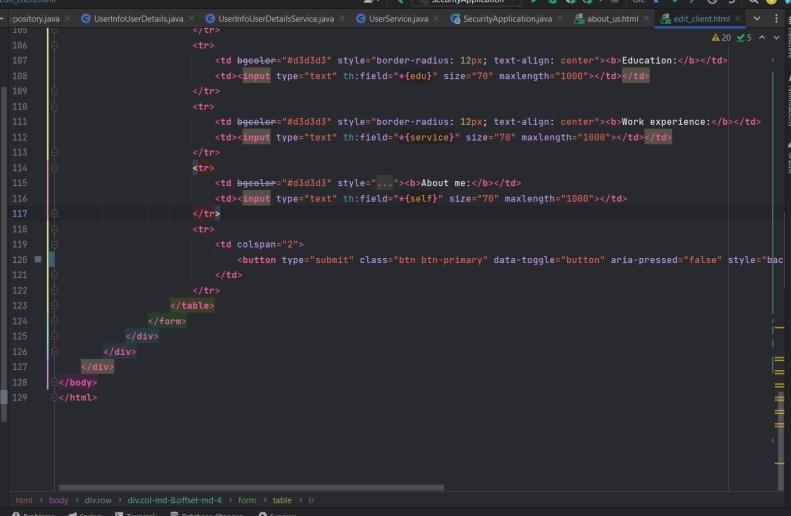 SecurityApplication
pository.java UserInfoUserDetails.java UserInfoUserDetailsService.java UserService.java SecurityApplication.java about_us.html edit_client.html
20 5
105 </tr>
106 <tr>
107 <td bgcolor="#d3d3d3" style="border-radius: 12px; text-align: center"><b>Education:</b></td>
108 <td><input type="text" th:field="*{edu}" size="70" maxlength="1000"></td></td>
109 </tr>
110 <tr>
111 <td bgcolor="#d3d3d3" style="border-radius: 12px; text-align: center"><b>Work experience:</b></td>
112 <td><input type="text" th:field="*{service}" size="70" maxlength="1000"></td></td>
113 </tr>
114 <tr>
115 <td bgcolor="#d3d3d3" style="..."><b>About me:</b></td>
116 <td><input type="text" th:field="*{self}" size="70" maxlength="1000"></td>
117 </tr>
118 <tr>
119 <td colspan="2">
120 <button type="submit" class="btn btn-primary" data-toggle="button" aria-pressed="false" style="bac
121 </td>
122 </tr>
123 </table>
124 </form>
125 </div>
126 </div>
127 </div>
128 </body>
129 </html>
html body div.row div.col-md-8.offset-md-4 form table tr
Problems Spring Terminal Database Changes Services